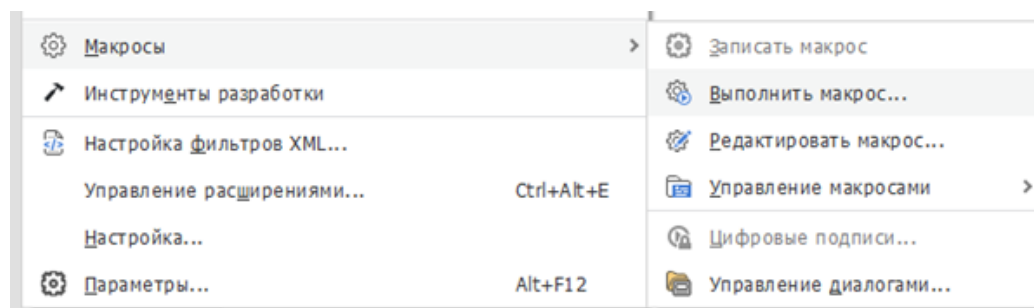 Макросы
Инструменты разработки
Настройка фильтров XML...
Управление расширениями... Ctrl+Alt+E
Настройка...
Параметры... Alt+F12
Записать макрос
Выполнить макрос...
Редактировать макрос...
Управление макросами
Цифровые подписи...
Управление диалогами...